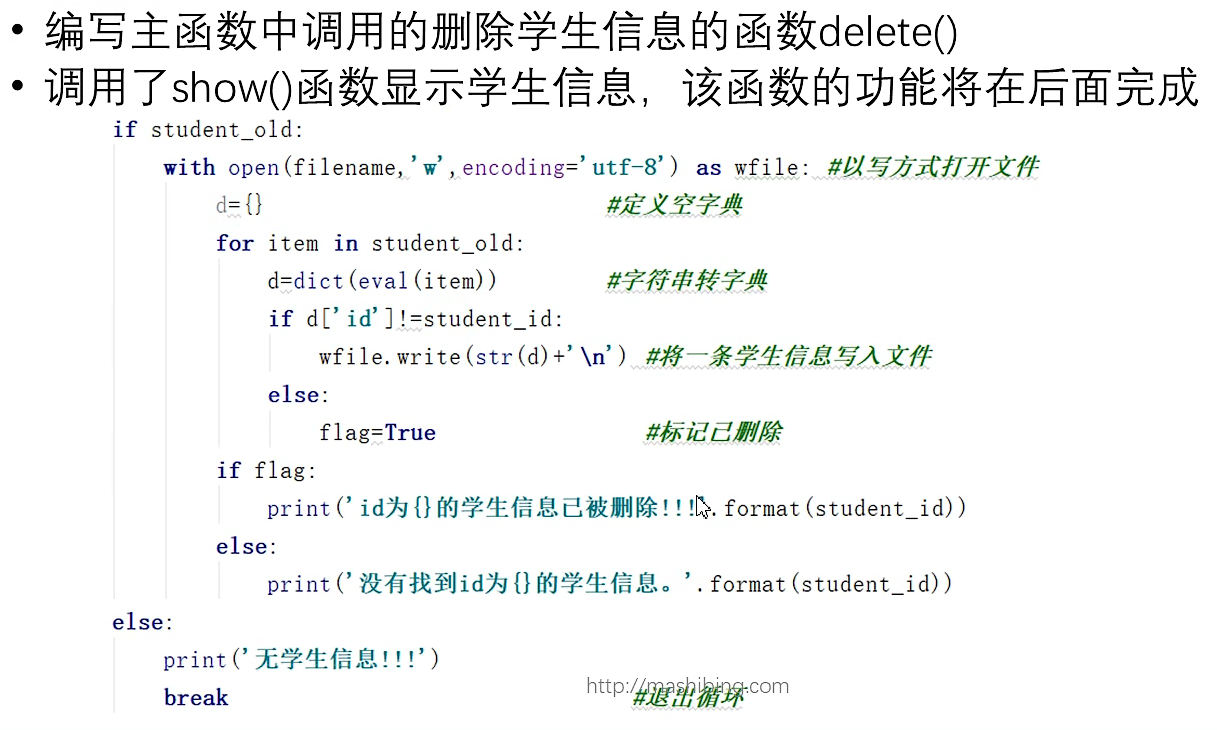 • 编写主函数中调用的删除学生信息的函数delete()
• 调用了show()函数显示学生信息，该函数的功能将在后面完成
if student_old:
with open(filename,'w',encoding='utf-8') as wfile: #以写方式打开文件
d={} #定义空字典
for item in student_old:
d=dict(eval(item)) #字符串转字典
if d['id']!=student_id:
wfile.write(str(d)+'\n') #将一条学生信息写入文件
else:
flag=True #标记已删除
if flag:
print('id为{}的学生信息已被删除!!!'.format(student_id))
else:
print('没有找到id为{}的学生信息。'.format(student_id))
else:
print('无学生信息!!!')
break #退出循环
http://mashibing.com